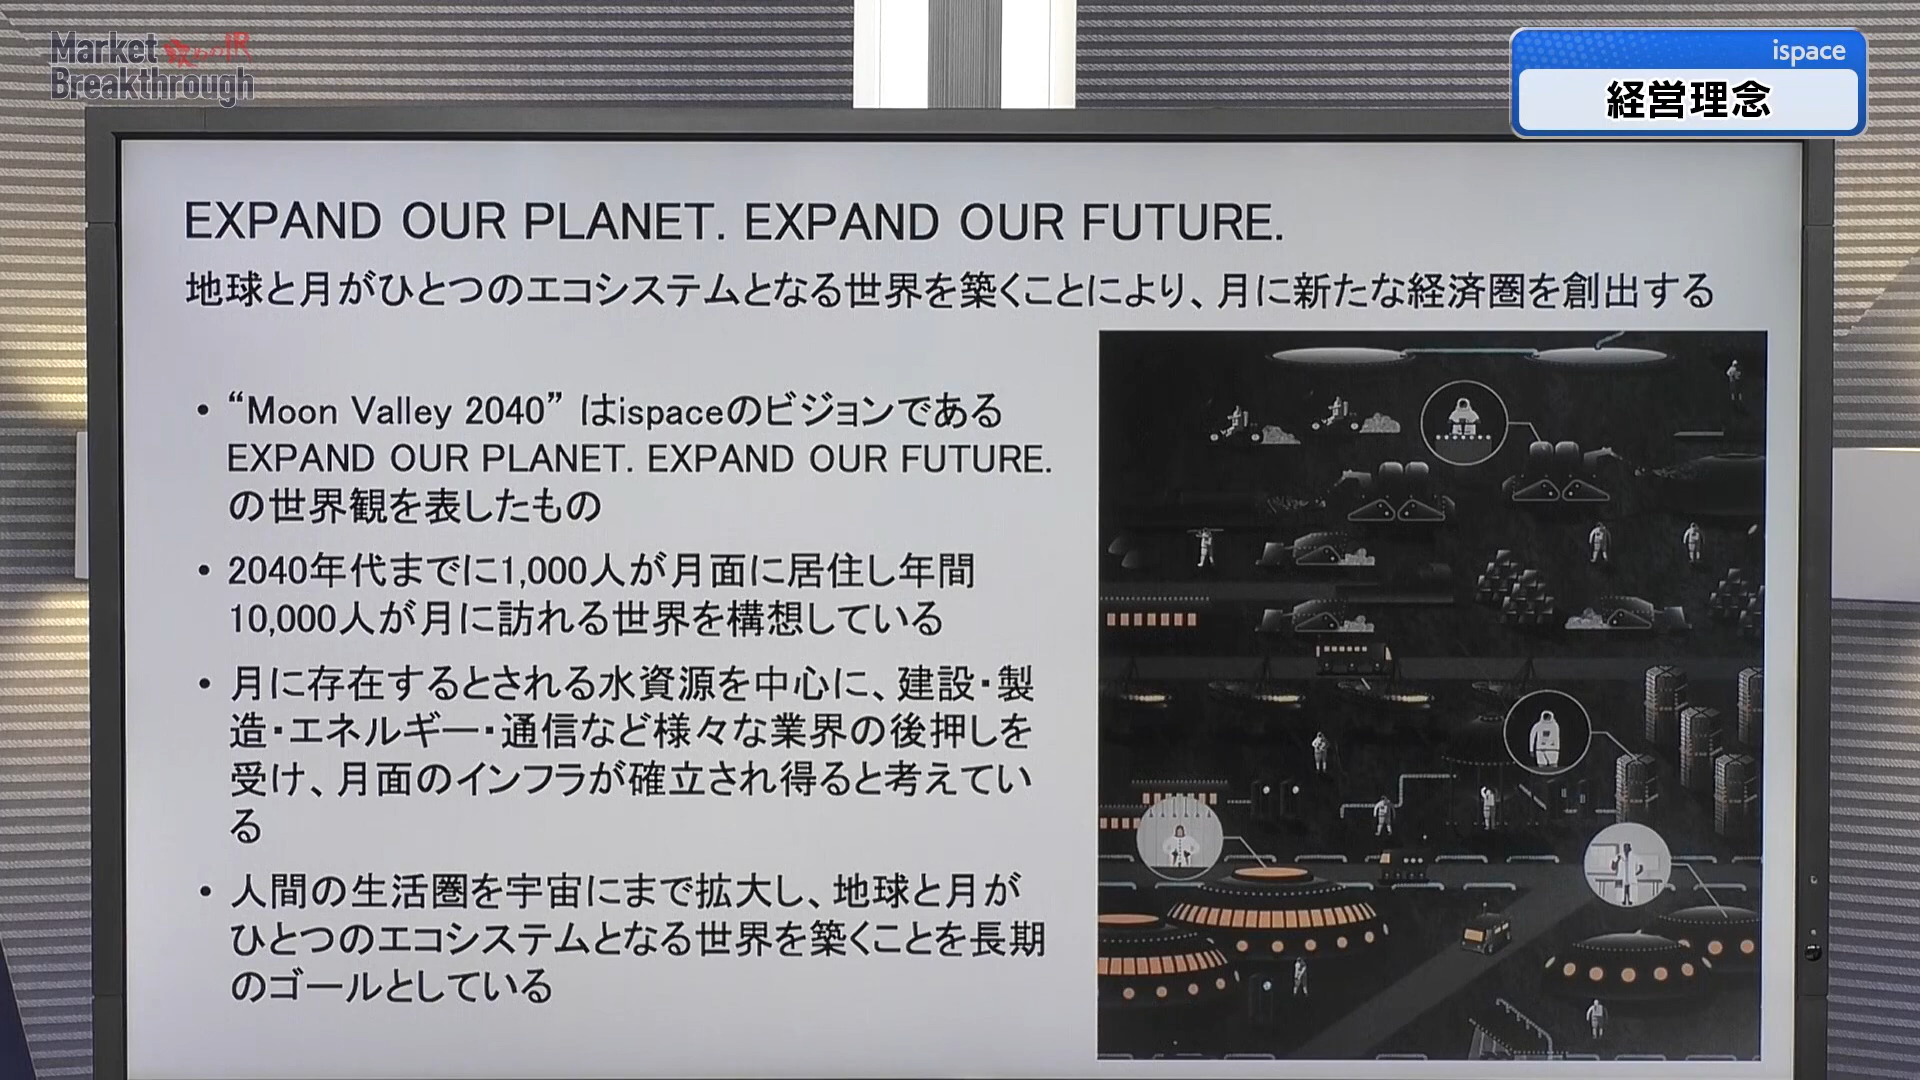 Market
Breakthrough
ispace
経営理念
EXPAND OUR PLANET. EXPAND OUR FUTURE.
地球と月がひとつのエコシステムとなる世界を築くことにより、月に新たな経済圏を創出する
• “Moon Valley 2040” はispaceのビジョンである
EXPAND OUR PLANET. EXPAND OUR FUTURE.
の世界観を表したもの
• 2040年代までに1,000人が月面に居住し年間
10,000人が月に訪れる世界を構想している
• 月に存在するとされる水資源を中心に、建設・製
造・エネルギー・通信など様々な業界の後押しを
受け、月面のインフラが確立され得ると考えてい
る
• 人間の生活圏を宇宙にまで拡大し、地球と月が
ひとつのエコシステムとなる世界を築くことを長期
のゴールとしている